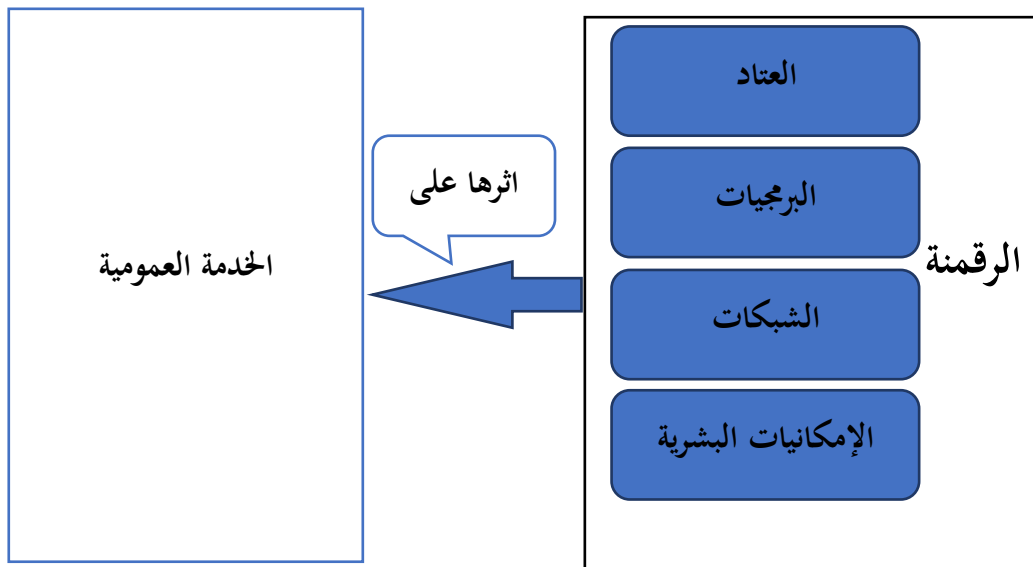 الرقمنة
العتاد
البرمجيات
الشبكات
الإمكانيات البشرية
اثرها على
الخدمة العمومية